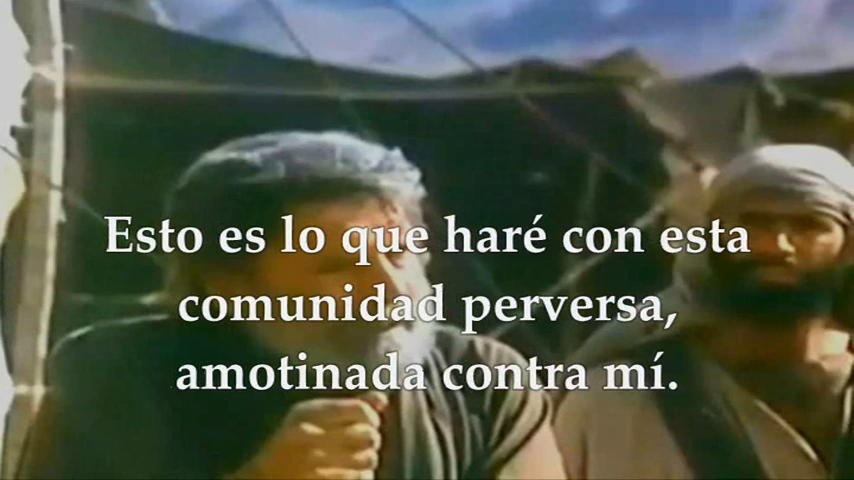 Esto es lo que haré con esta
comunidad perversa,
amotinada contra mí.